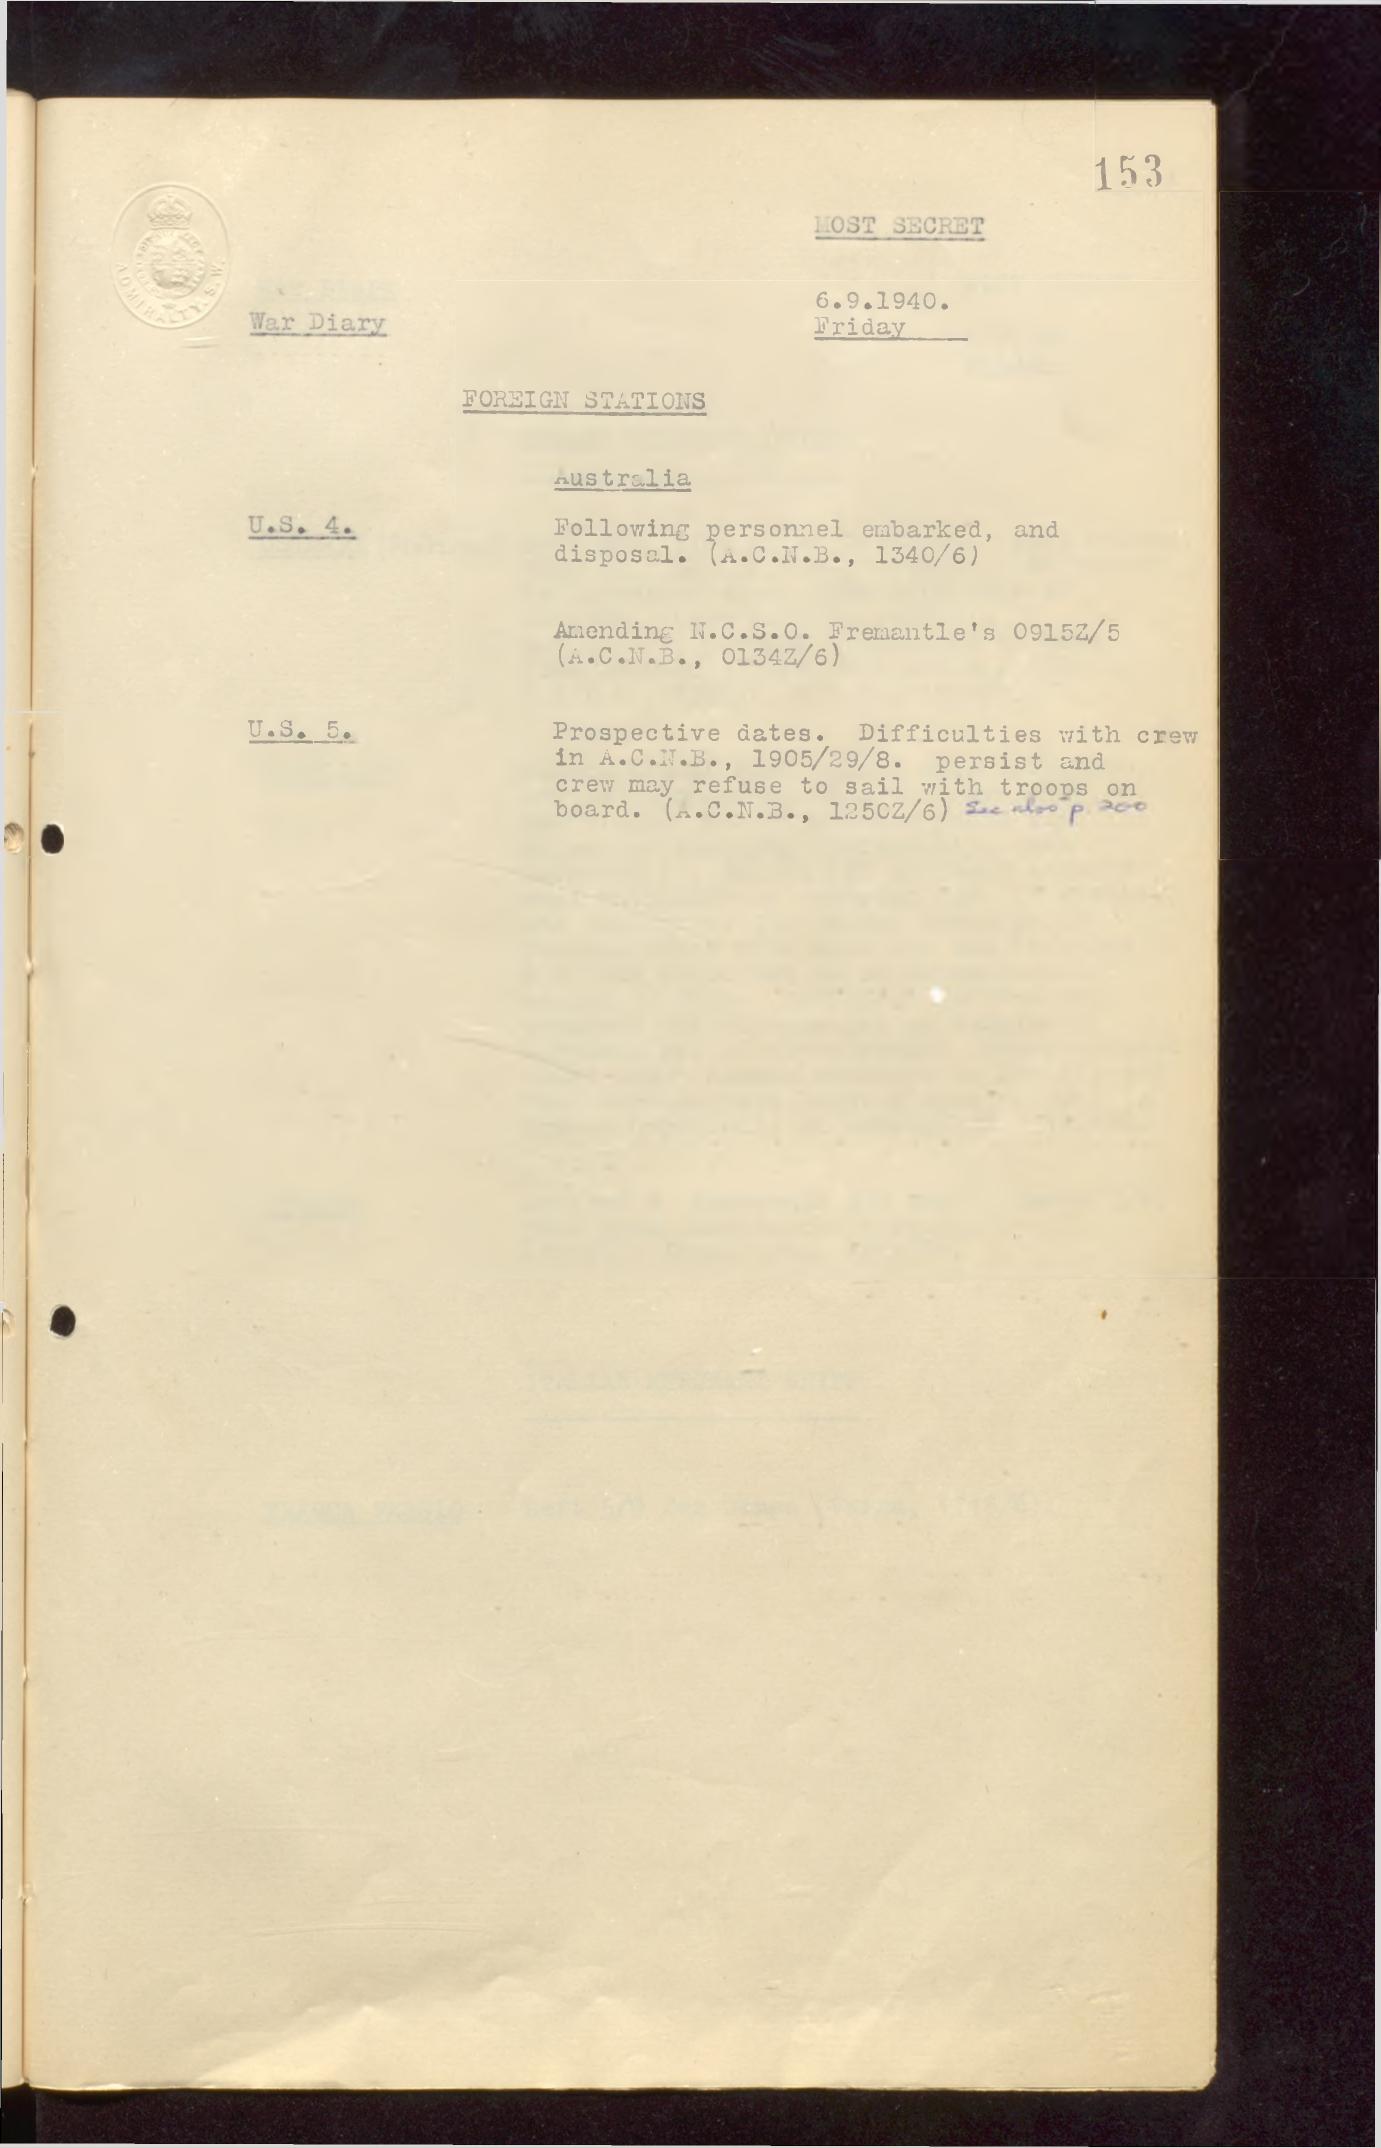 153
MOST SECRET
ADMIRALTY. S.W.
6.9.1940.
War Diary
Friday
FOREIGN STATIONS
Australia
U.S. 4.
Following personnel embarked, and
disposal. (A.C.N.B., 1340/6)
Amending N.C.S.O. Fremantle's 0915Z/5
(A.C.N.B., 0134Z/6)
U.S. 5.
Prospective dates. Difficulties with crew
in A.C.N.B., 1905/29/8. persist and
crew may refuse to sail with troops on
board. (A.C.N.B., 1250Z/6) See also p. 200